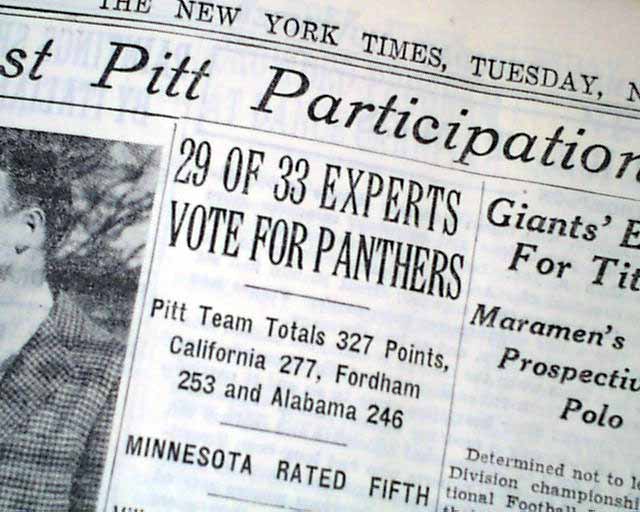 THE NEW YORK TIMES, TUESDAY, N
st Pitt Participation
29 OF 33 EXPERTS
VOTE FOR PANTHERS
Pitt Team Totals 327 Points,
California 277, Fordham
253 and Alabama 246
MINNESOTA RATED FIFTH
Giants' E
For Tit
Maramen's
Prospectiv
Polo
Determined not to le
Division championshi
tional Football